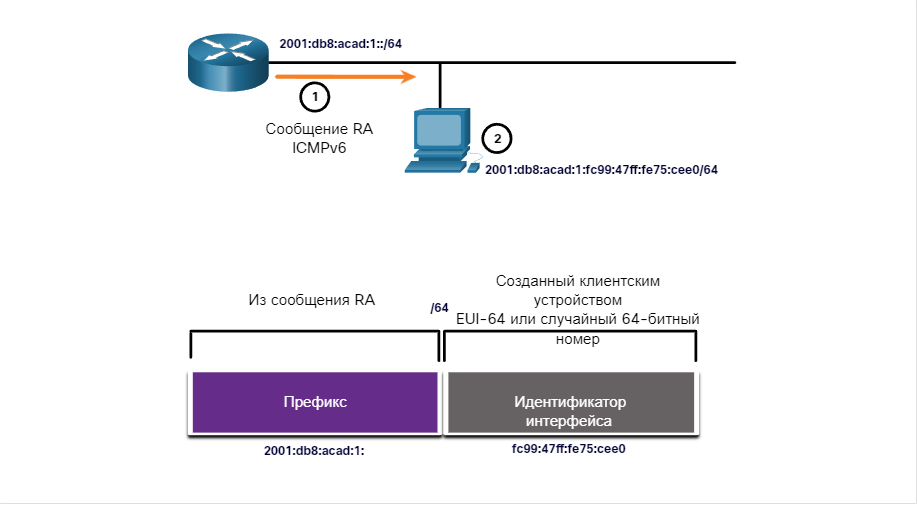 2001:db8:acad:1::/64
1
Сообщение RA
ICMPv6
2
2001:db8:acad:1:fc99:47ff:fe75:cee0/64
Из сообщения RA
/64
Созданный клиентским
устройством
EUI-64 или случайный 64-битный
номер
Префикс
Идентификатор
интерфейса
2001:db8:acad:1:
fc99:47ff:fe75:cee0